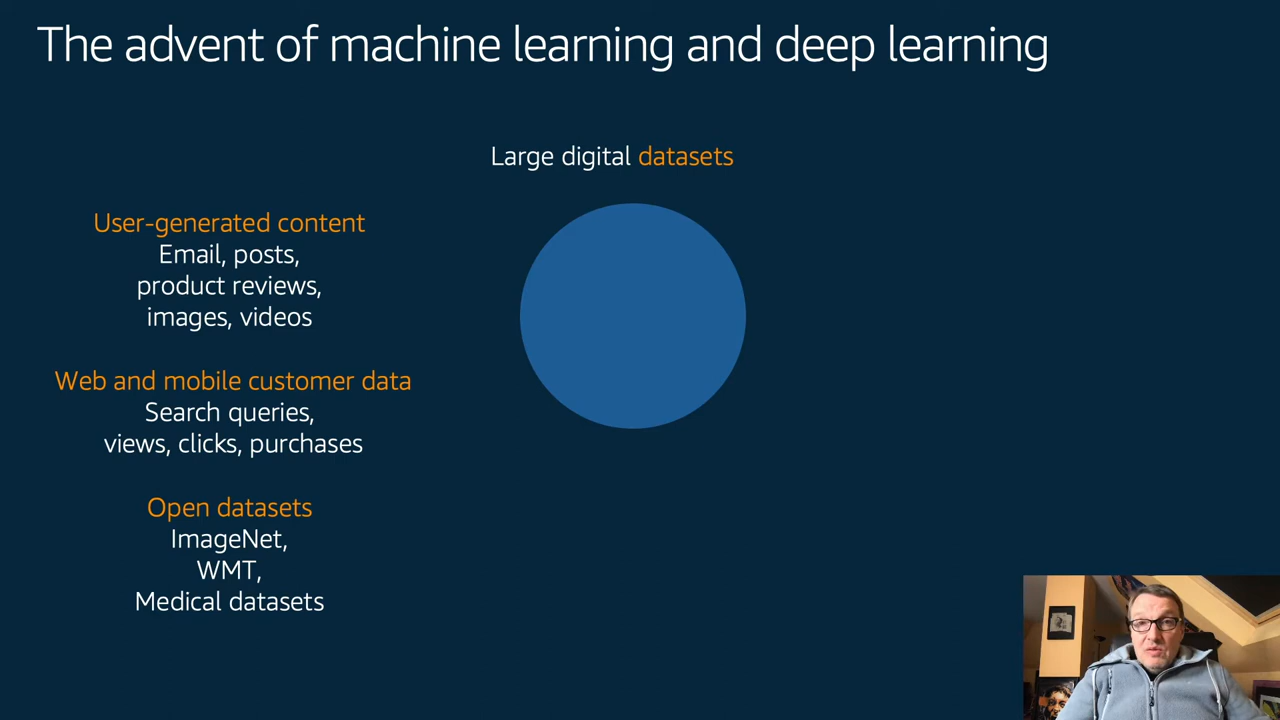 The advent of machine learning and deep learning
Large digital datasets
User-generated content
Email, posts,
product reviews,
images, videos
Web and mobile customer data
Search queries,
views, clicks, purchases
Open datasets
ImageNet,
WMT,
Medical datasets